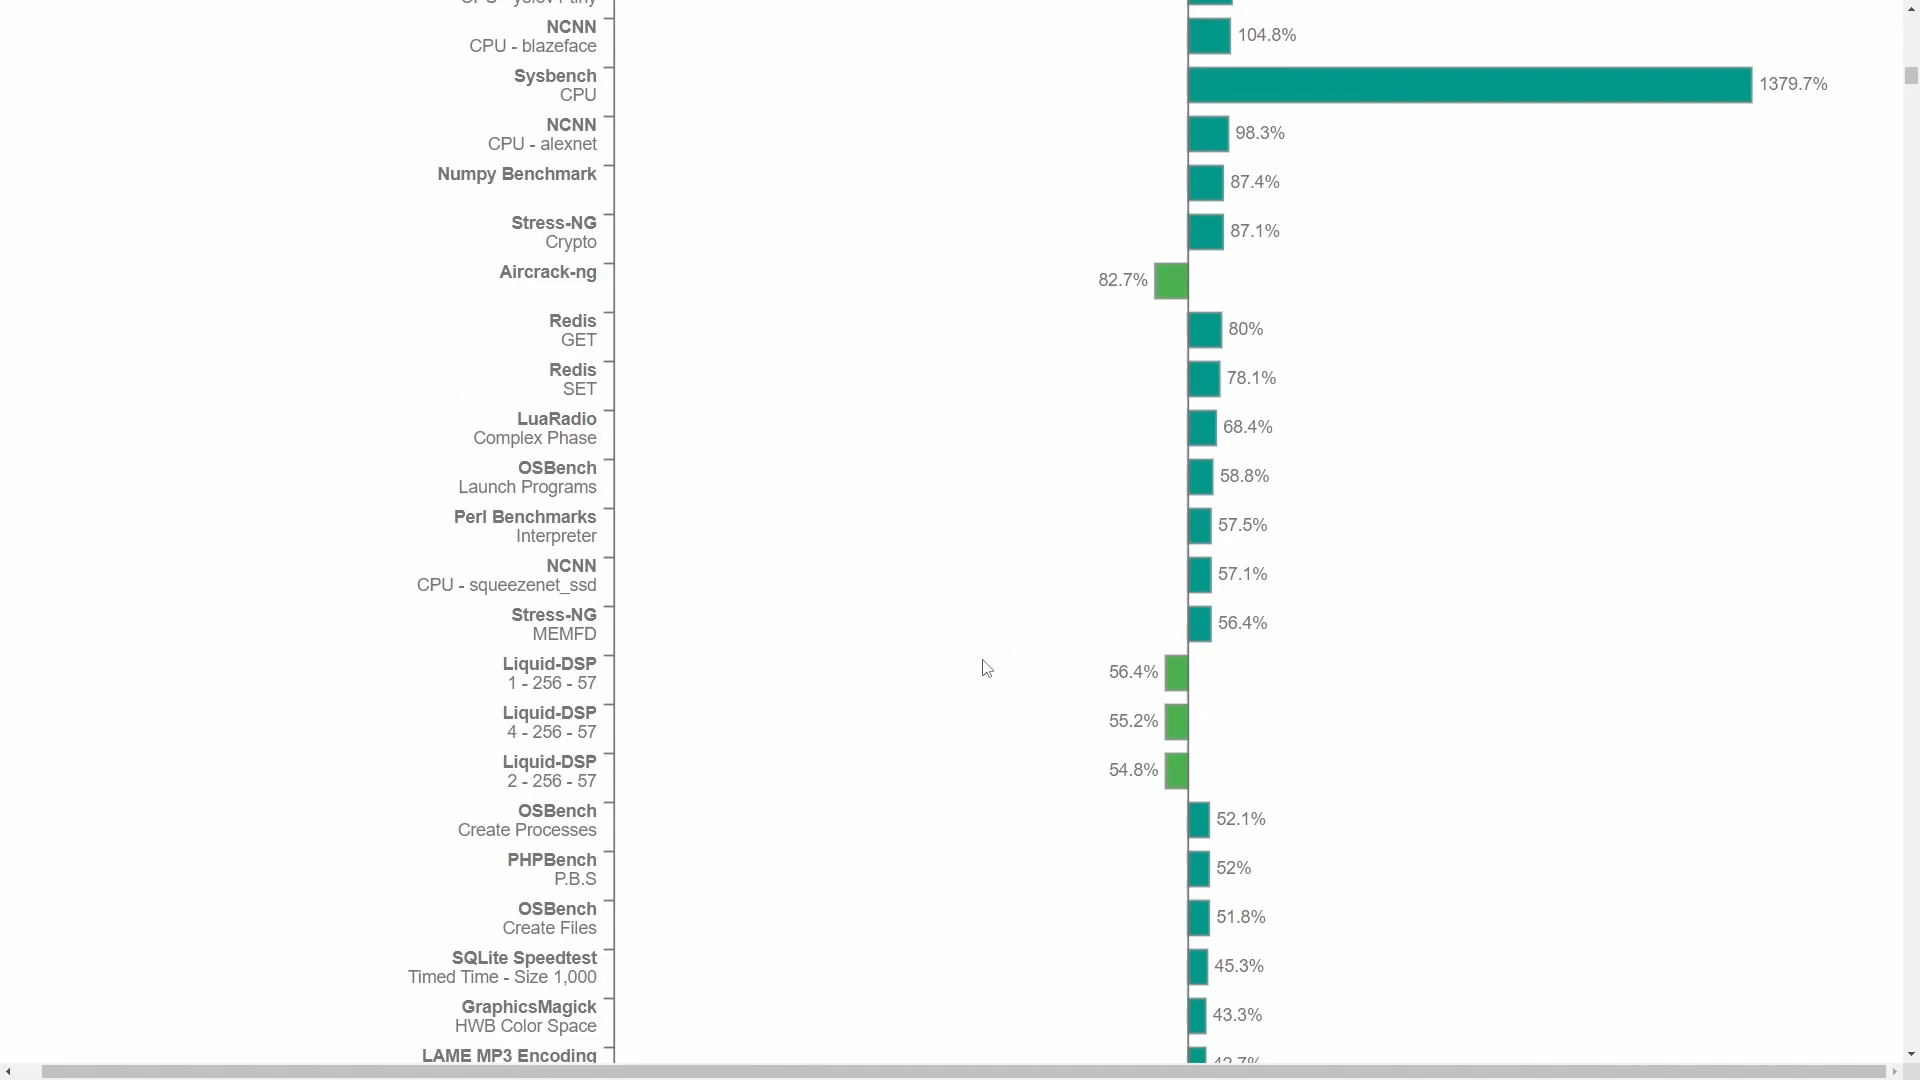 NCNN
CPU - blazeface
104.8%
Sysbench
CPU
1379.7%
NCNN
CPU - alexnet
98.3%
Numpy Benchmark
87.4%
Stress-NG
Crypto
87.1%
Aircrack-ng
82.7%
Redis
GET
80%
Redis
SET
78.1%
LuaRadio
Complex Phase
68.4%
OSBench
Launch Programs
58.8%
Perl Benchmarks
Interpreter
57.5%
NCNN
CPU - squeezenet_ssd
57.1%
Stress-NG
MEMFD
56.4%
Liquid-DSP
1 - 256 - 57
56.4%
Liquid-DSP
4 - 256 - 57
55.2%
Liquid-DSP
2 - 256 - 57
54.8%
OSBench
Create Processes
52.1%
PHPBench
P.B.S
52%
OSBench
Create Files
51.8%
SQLite Speedtest
Timed Time - Size 1,000
45.3%
GraphicsMagick
HWB Color Space
43.3%
LAME MP3 Encoding